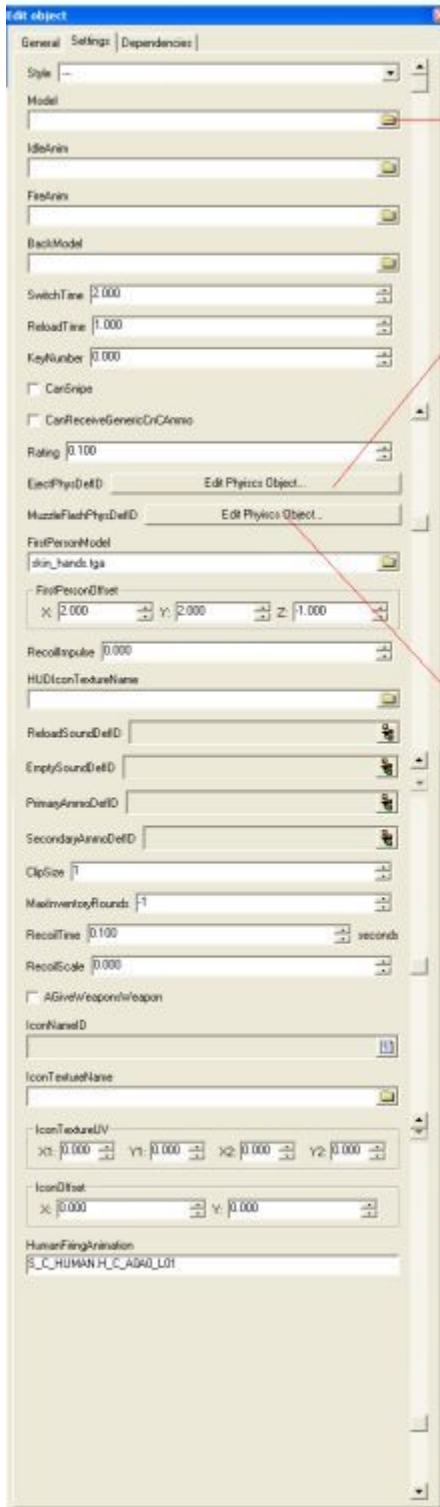 Edit object
General Settings Dependencies
Style ---
Model
IdleAnim
FireAnim
BackModel
SwitchTime 2.000
ReloadTime 1.000
KeyNumber 0.000
CanSnipe
CanReceiveGenericCnCAmmo
Rating 0.100
EjectPhysDefID Edit Phyiscs Object...
MuzzleFlashPhysDefID Edit Phyiscs Object...
FirstPersonModel
skin_hands.tga
FirstPersonOffset
X: 2.000 Y: 2.000 Z: -1.000
RecoilImpulse 0.000
HUDIconTextureName
ReloadSoundDefID
EmptySoundDefID
PrimaryAmmoDefID
SecondaryAmmoDefID
ClipSize 1
MaxInventoryRounds -1
RecoilTime 0.100 seconds
RecoilScale 0.000
AGiveWeaponsWeapon
IconNameID
IconTextureName
IconTextureUV
X1: 0.000 Y1: 0.000 X2: 0.000 Y2: 0.000
IconOffset
X: 0.000 Y: 0.000
HumanFiringAnimation
S_C_HUMAN.H_C_A0A0_L01